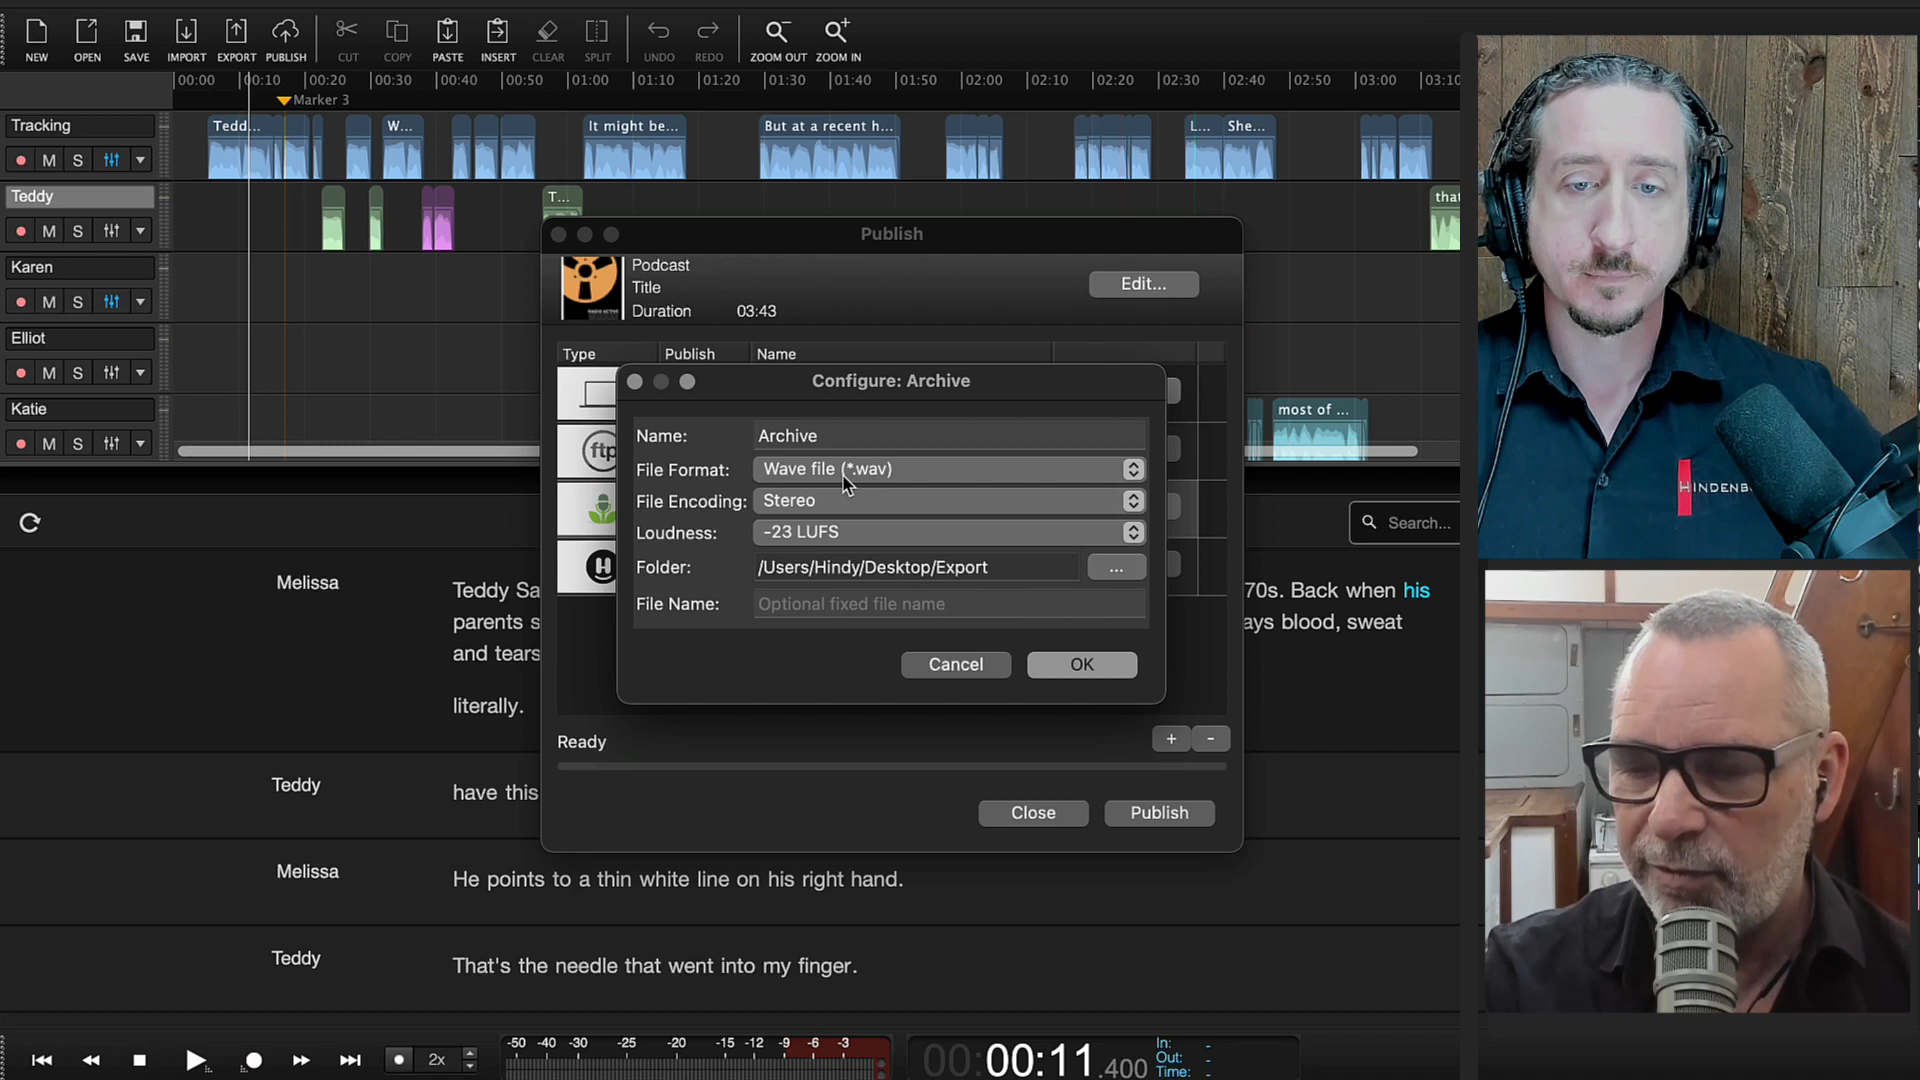 NEW OPEN SAVE IMPORT EXPORT PUBLISH CUT COPY PASTE INSERT CLEAR SPLIT UNDO REDO ZOOM OUT ZOOM IN
00:00 00:10 00:20 00:30 00:40 00:50 01:00 01:10 01:20 01:30 01:40 01:50 02:00 02:10 02:20 02:30 02:40 02:50 03:00 03:10
Marker 3
Tracking
Tedd... W... It might be... But at a recent h... L... She...
M S
Teddy
T... that
M S
Karen
M S
Elliot
M S
Katie
most of ...
M S
Publish
Podcast
Title
Duration 03:43
Edit...
Type Publish Name
ftp
Configure: Archive
Name: Archive
File Format: Wave file (*.wav)
File Encoding: Stereo
Loudness: -23 LUFS
Folder: /Users/Hindy/Desktop/Export ...
File Name: Optional fixed file name
Cancel OK
Ready + -
Close Publish
Search...
Melissa
Teddy Sa 70s. Back when his
parents s ays blood, sweat
and tears
literally.
Teddy
have this
Melissa
He points to a thin white line on his right hand.
Teddy
That's the needle that went into my finger.
2x
-50 -40 -30 -25 -20 -15 -12 -9 -6 -3
00:00:11.400
In: -
Out: -
Time: -
HINDENB